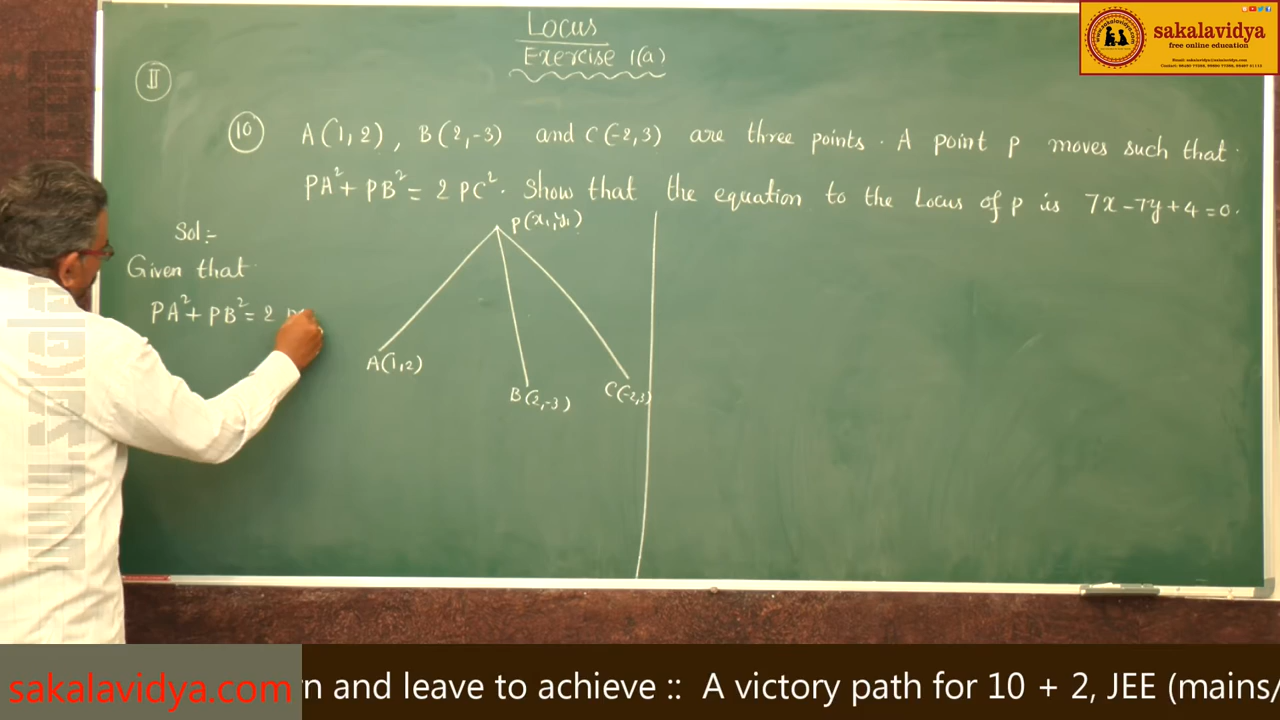 Locus
Exercise 1(a)
II
10 A(1,2), B(2,-3) and C(-2,3) are three points. A point P moves such that
PA²+ PB² = 2 PC². Show that the equation to the Locus of P is 7x-7y+4=0.
Sol:-
Given that
PA²+ PB² = 2
P(x₁,y₁)
A(1,2)
B(2,-3)
C(-2,3)
sakalavidya
free online education
sakalavidya.com
n and leave to achieve :: A victory path for 10 + 2, JEE (mains/